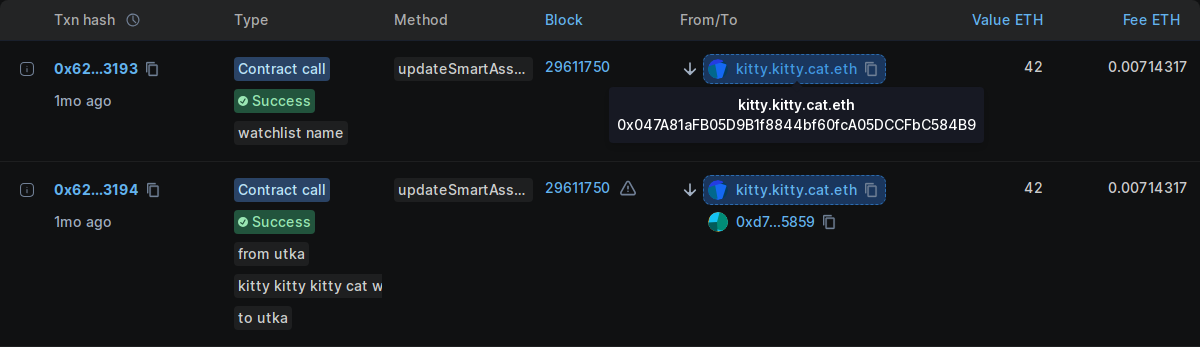 Txn hash Type Method Block From/To Value ETH Fee ETH
0x62...3193 Contract call updateSmartAss... 29611750 kitty.kitty.cat.eth 42 0.00714317
1mo ago Success
kitty.kitty.cat.eth
0x047A81aFB05D9B1f8844bf60fcA05DCCFbC584B9
watchlist name
0x62...3194 Contract call updateSmartAss... 29611750 kitty.kitty.cat.eth 42 0.00714317
1mo ago Success 0xd7...5859
from utka
kitty kitty kitty cat w
to utka